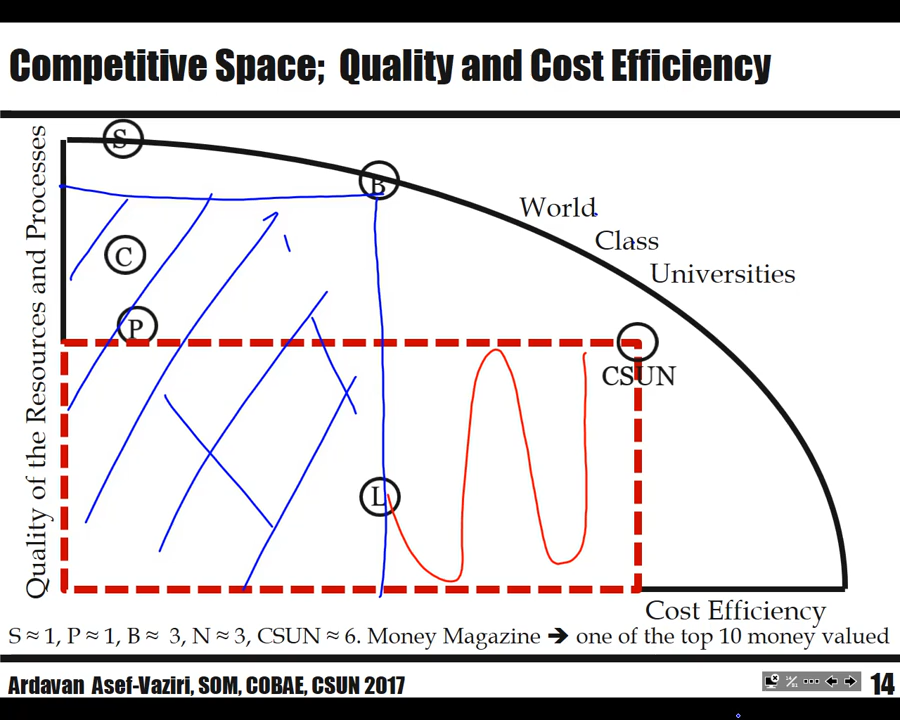 Competitive Space;  Quality and Cost Efficiency
Quality of the Resources and Processes
S
B
World
Class
Universities
C
P
CSUN
L
Cost Efficiency
S ≈ 1, P ≈ 1, B ≈ 3, N ≈ 3, CSUN ≈ 6. Money Magazine ➔ one of the top 10 money valued
Ardavan Asef-Vaziri, SOM, COBAE, CSUN 2017
14